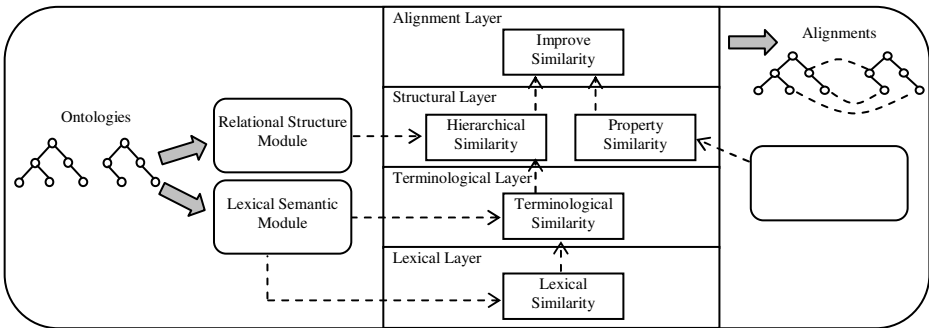 Alignment Layer
Improve
Similarity
Alignments
Structural Layer
Ontologies
Relational Structure
Module
Hierarchical
Similarity
Property
Similarity
Terminological Layer
Lexical Semantic
Module
Terminological
Similarity
Lexical Layer
Lexical
Similarity